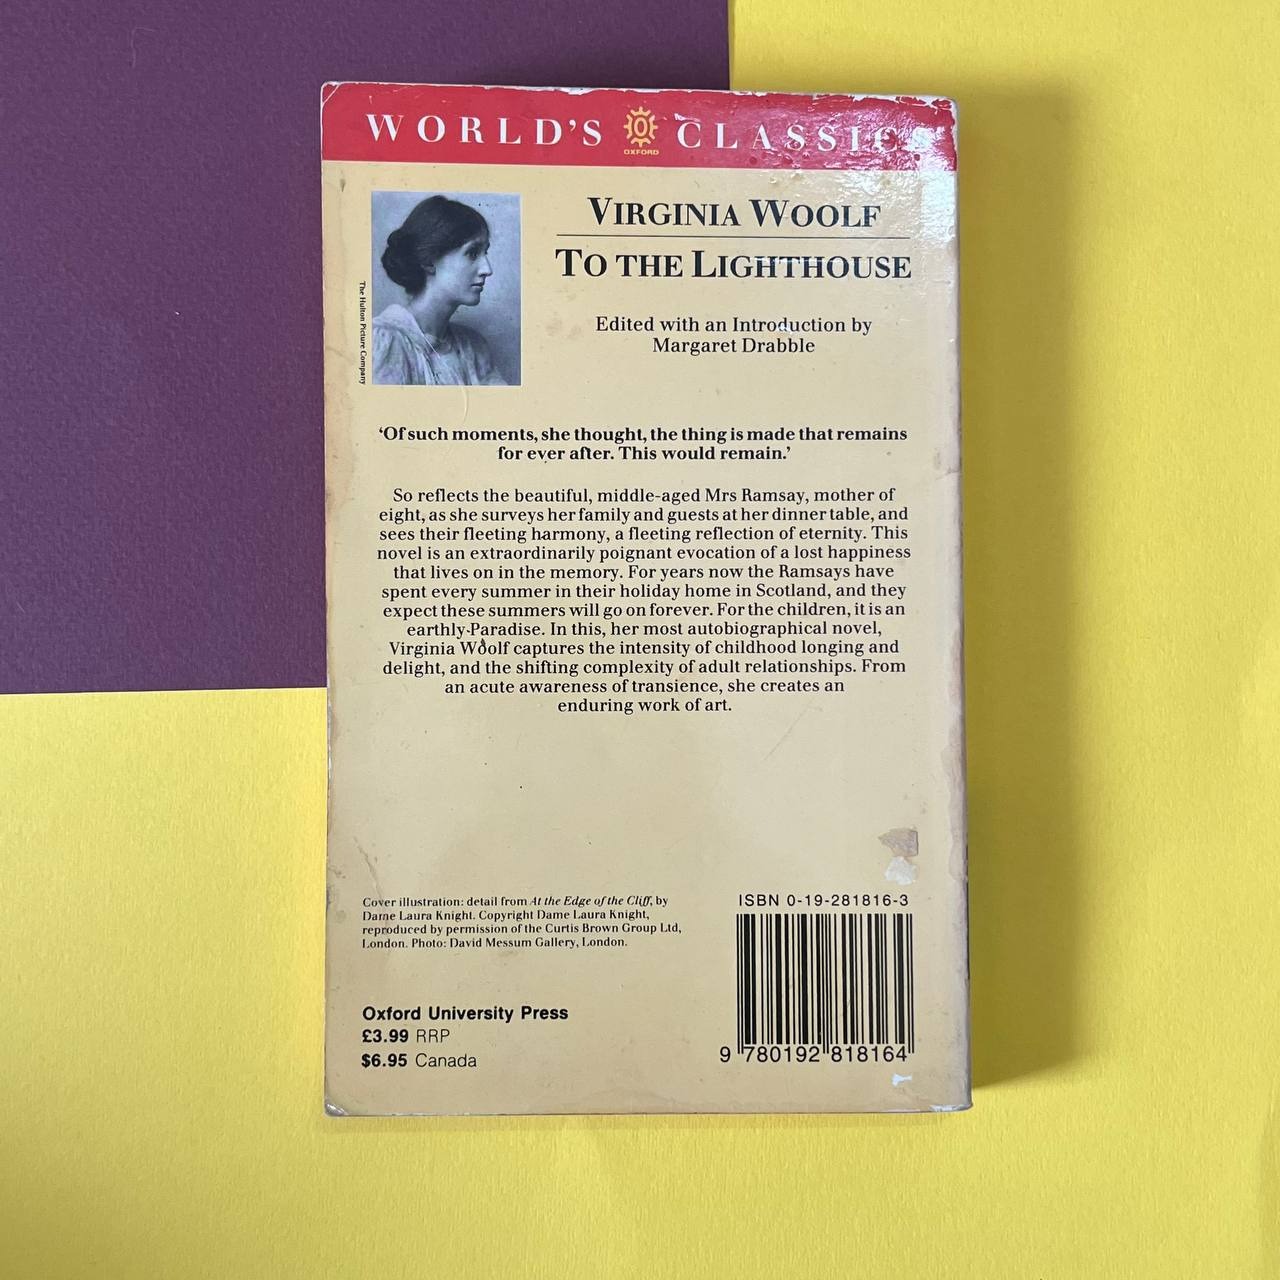 WORLD'S OXFORD CLASSICS
The Hulton Picture Company
VIRGINIA WOOLF
TO THE LIGHTHOUSE
Edited with an Introduction by
Margaret Drabble
‘Of such moments, she thought, the thing is made that remains
for ever after. This would remain.’
So reflects the beautiful, middle-aged Mrs Ramsay, mother of
eight, as she surveys her family and guests at her dinner table, and
sees their fleeting harmony, a fleeting reflection of eternity. This
novel is an extraordinarily poignant evocation of a lost happiness
that lives on in the memory. For years now the Ramsays have
spent every summer in their holiday home in Scotland, and they
expect these summers will go on forever. For the children, it is an
earthly Paradise. In this, her most autobiographical novel,
Virginia Woolf captures the intensity of childhood longing and
delight, and the shifting complexity of adult relationships. From
an acute awareness of transience, she creates an
enduring work of art.
Cover illustration: detail from At the Edge of the Cliff, by
Dame Laura Knight. Copyright Dame Laura Knight,
reproduced by permission of the Curtis Brown Group Ltd,
London. Photo: David Messum Gallery, London.
Oxford University Press
£3.99 RRP
$6.95 Canada
ISBN 0-19-281816-3
9 780192 818164